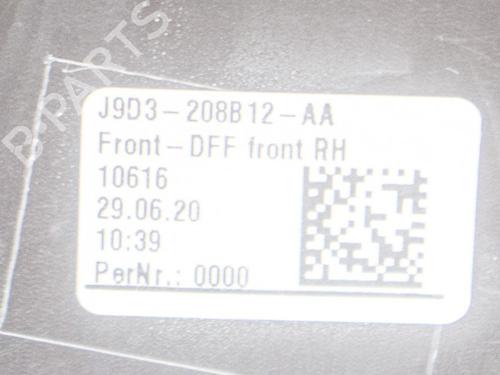 B-PARTS
J9D3-208B12-AA
Front-DFF front RH
10616
29.06.20
10:39
PerNr.: 0000